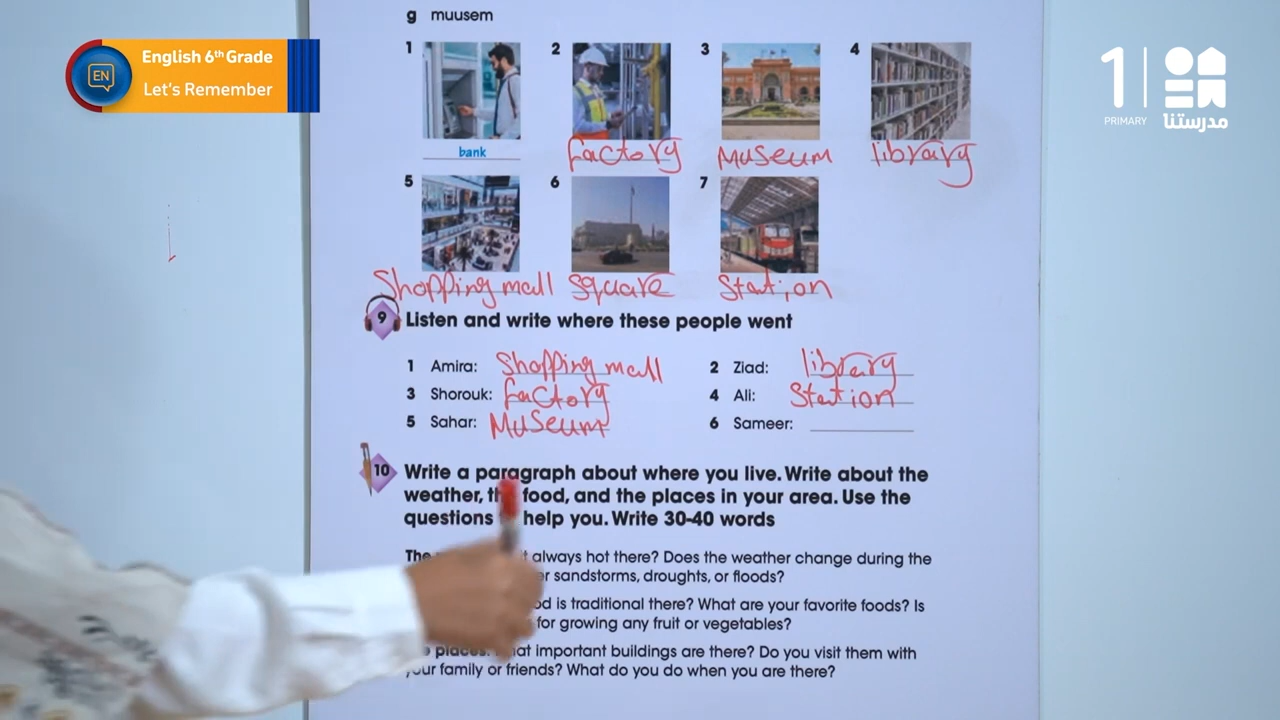 g muusem
English 6th Grade
EN
Let's Remember
1
PRIMARY
مدرستنا
1 2 3 4
bank factory Museum library
5 6 7
Shopping mall square station
9 Listen and write where these people went
1 Amira: Shopping mall 2 Ziad: library
3 Shorouk: factory 4 Ali: station
5 Sahar: Museum 6 Sameer:
10 Write a paragraph about where you live. Write about the
weather, the food, and the places in your area. Use the
questions help you. Write 30-40 words
The always hot there? Does the weather change during the
sandstorms, droughts, or floods?
is traditional there? What are your favorite foods? Is
for growing any fruit or vegetables?
places: important buildings are there? Do you visit them with
your family or friends? What do you do when you are there?